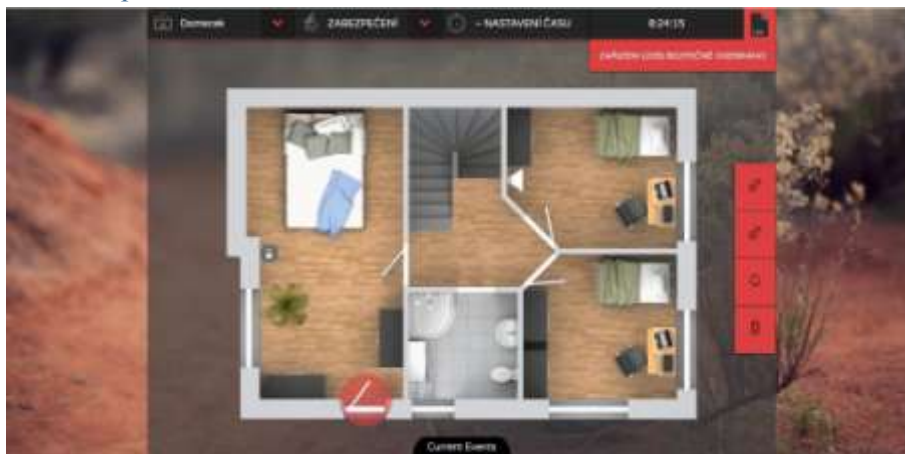 Domecek
ZABEZPEČENÍ
- NASTAVENÍ ČASU
8:24:15
Current Events